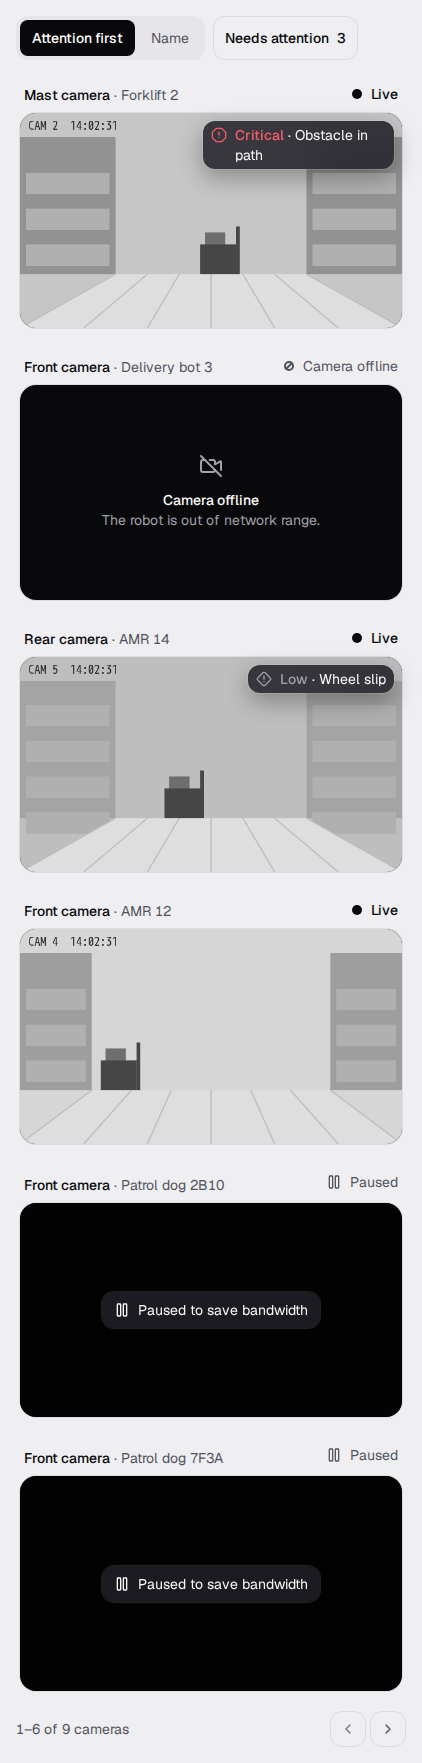 Attention first Name Needs attention 3
Mast camera · Forklift 2 Live
CAM 2 14:02:31
Critical · Obstacle in
path
Front camera · Delivery bot 3 Camera offline
Camera offline
The robot is out of network range.
Rear camera · AMR 14 Live
CAM 5 14:02:31
Low · Wheel slip
Front camera · AMR 12 Live
CAM 4 14:02:31
Front camera · Patrol dog 2B10 Paused
Paused to save bandwidth
Front camera · Patrol dog 7F3A Paused
Paused to save bandwidth
1–6 of 9 cameras